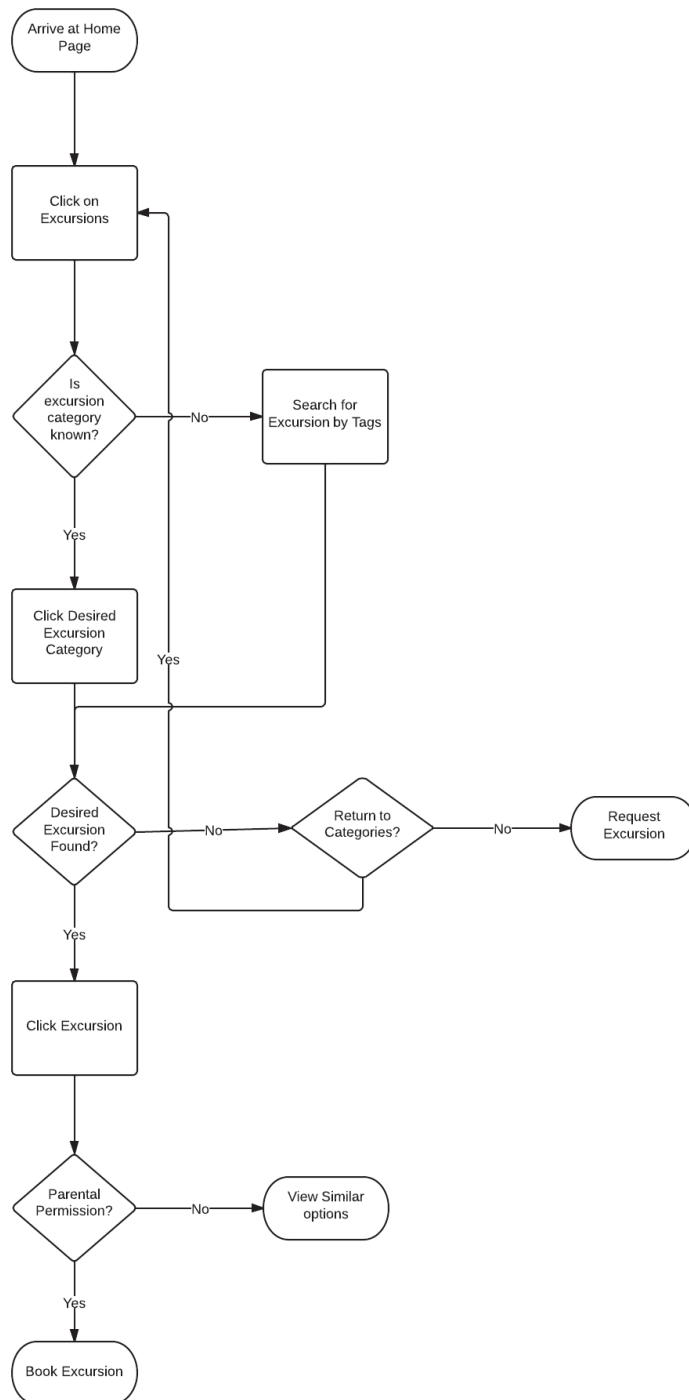 Arrive at Home
Page
Click on
Excursions
Is
excursion
category
known?
No
Search for
Excursion by Tags
Yes
Click Desired
Excursion
Category
Yes
Desired
Excursion
Found?
No
Return to
Categories?
No
Request
Excursion
Yes
Click Excursion
Parental
Permission?
No
View Similar
options
Yes
Book Excursion